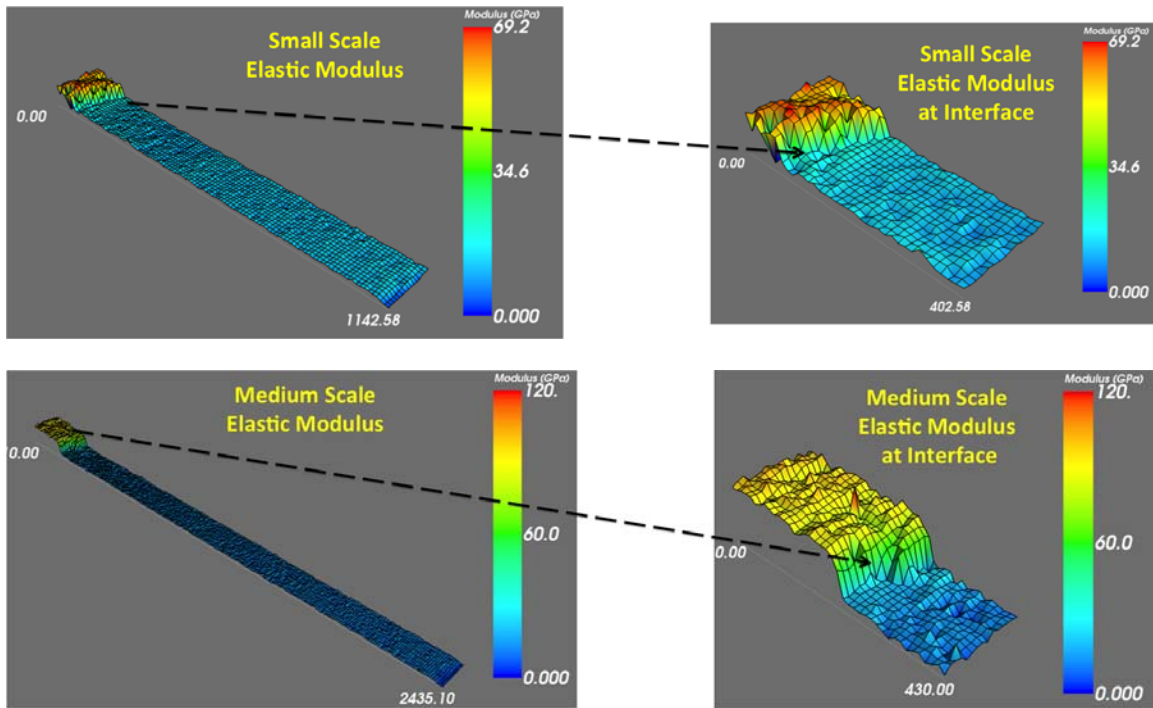 Modulus (GPa)
69.2
Small Scale
Elastic Modulus
0.00
34.6
0.000
1142.58
Modulus (GPa)
69.2
Small Scale
Elastic Modulus
at Interface
0.00
34.6
0.000
402.58
Modulus (GPa)
120.
Medium Scale
Elastic Modulus
0.00
60.0
0.000
2435.10
Modulus (GPa)
120.
Medium Scale
Elastic Modulus
at Interface
0.00
60.0
0.000
430.00